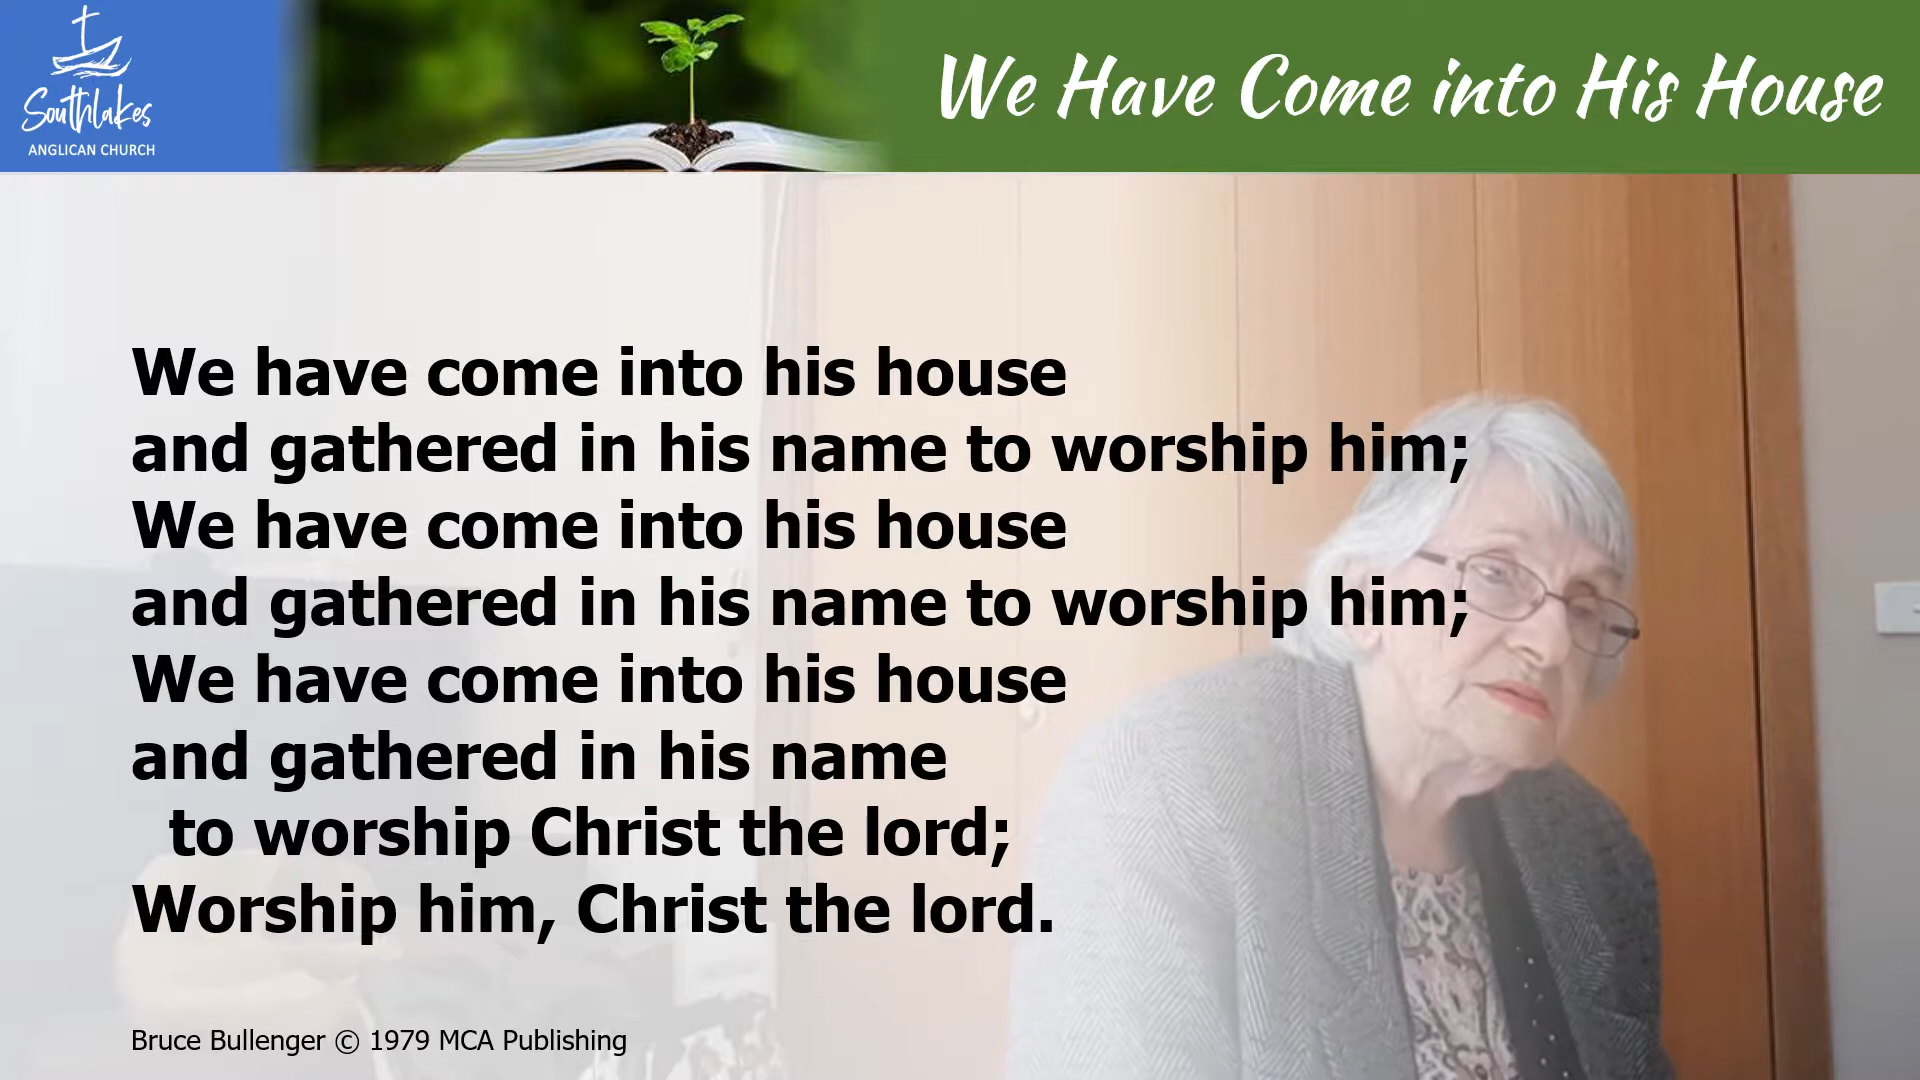 Southlakes
ANGLICAN CHURCH
We Have Come into His House
We have come into his house
and gathered in his name to worship him;
We have come into his house
and gathered in his name to worship him;
We have come into his house
and gathered in his name
to worship Christ the lord;
Worship him, Christ the lord.
Bruce Bullenger © 1979 MCA Publishing